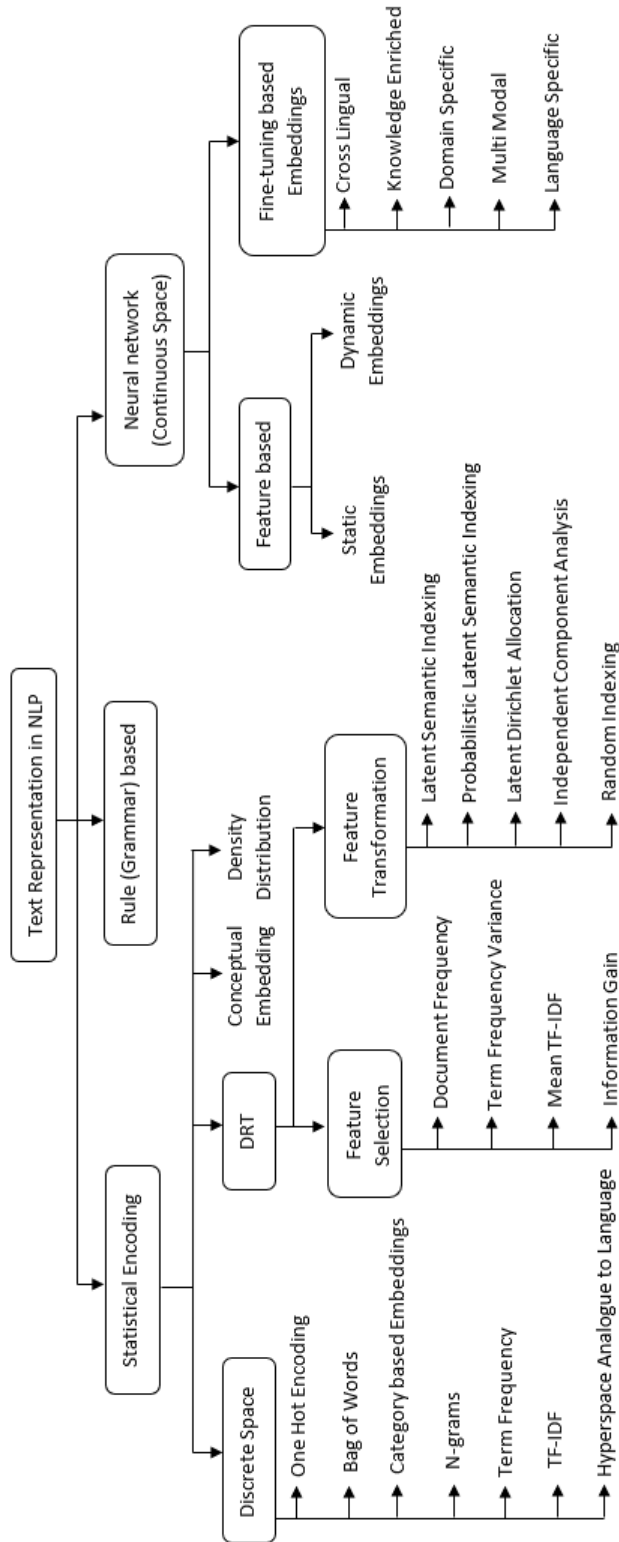 Text Representation in NLP
Statistical Encoding
Rule (Grammar) based
Neural network
(Continuous Space)
Discrete Space
DRT
Conceptual
Embedding
Density
Distribution
Feature based
Fine-tuning based
Embeddings
One Hot Encoding
Bag of Words
Category based Embeddings
N-grams
Term Frequency
TF-IDF
Hyperspace Analogue to Language
Feature
Selection
Feature
Transformation
Document Frequency
Term Frequency Variance
Mean TF-IDF
Information Gain
Latent Semantic Indexing
Probabilistic Latent Semantic Indexing
Latent Dirichlet Allocation
Independent Component Analysis
Random Indexing
Static
Embeddings
Dynamic
Embeddings
Cross Lingual
Knowledge Enriched
Domain Specific
Multi Modal
Language Specific